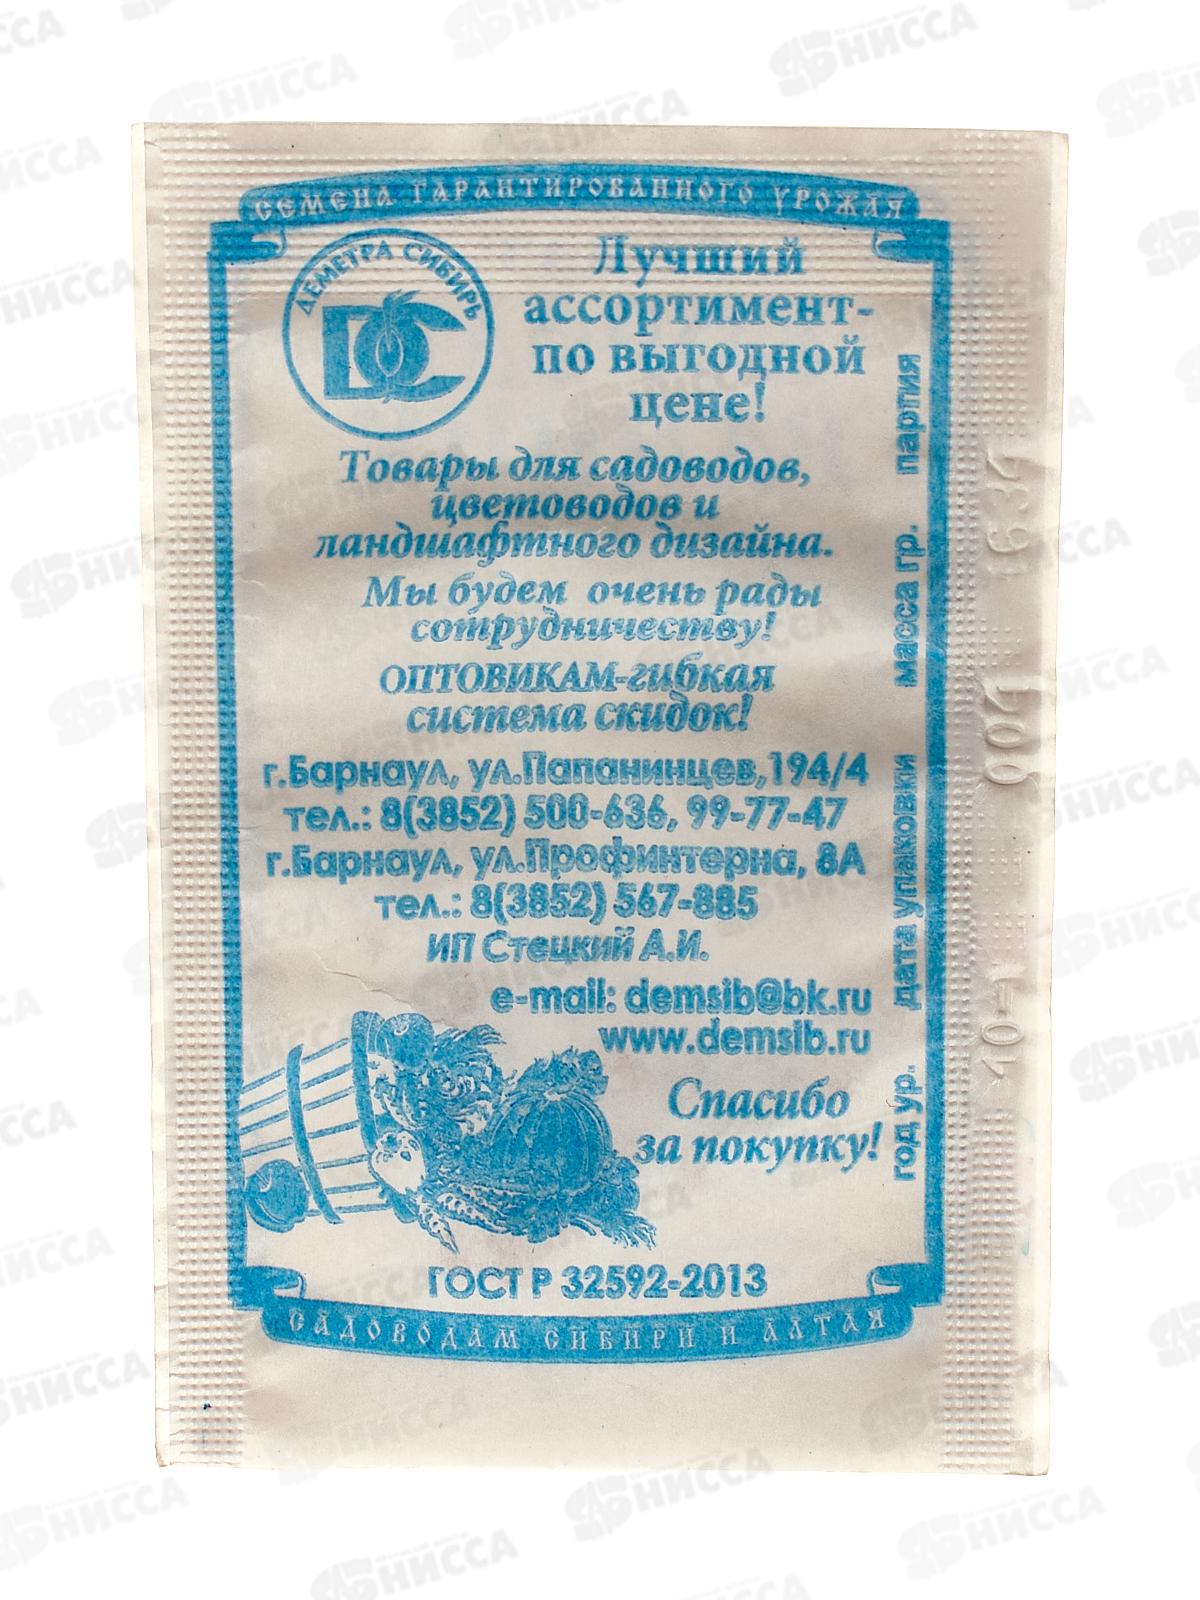 СЕМЕНА ГАРАНТИРОВАННОГО УРОЖАЯ
ДЕМЕТРА СИБИРЬ
ДС
Лучший
ассортимент-
по выгодной
цене!
Товары для садоводов,
цветоводов и
ландшафтного дизайна.
Мы будем очень рады
сотрудничеству!
ОПТОВИКАМ-гибкая
система скидок!
г.Барнаул, ул.Папанинцев,194/4
тел.: 8(3852) 500-636, 99-77-47
г.Барнаул, ул.Профинтерна, 8А
тел.: 8(3852) 567-885
ИП Стецкий А.И.
e-mail: demsib@bk.ru
www.demsib.ru
Спасибо
за покупку!
ГОСТ Р 32592-2013
САДОВОДАМ СИБИРИ И АЛТАЯ
год ур. дата упаковки масса гр. партия